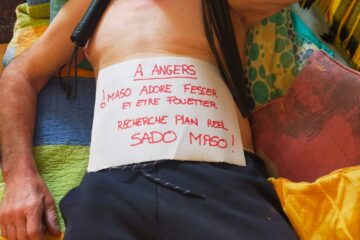 A ANGERS
! MASO ADORE FESSER
ET ETRE FOUETTER
RECHERCHE PLAN REEL
SADO MASO !